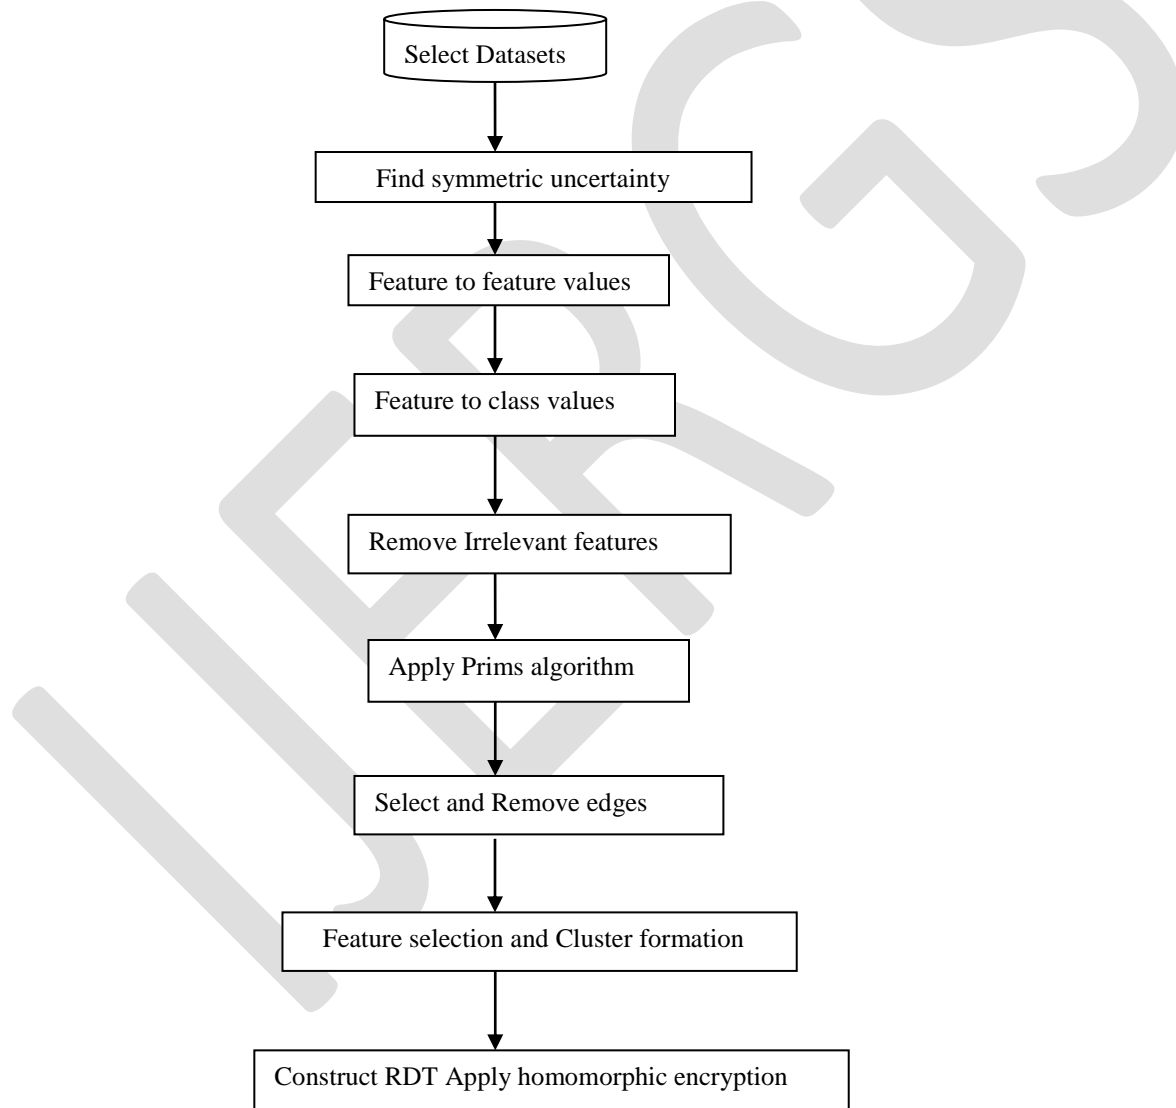 Select Datasets
Find symmetric uncertainty
Feature to feature values
Feature to class values
Remove Irrelevant features
Apply Prims algorithm
Select and Remove edges
Feature selection and Cluster formation
Construct RDT Apply homomorphic encryption
IJERGS